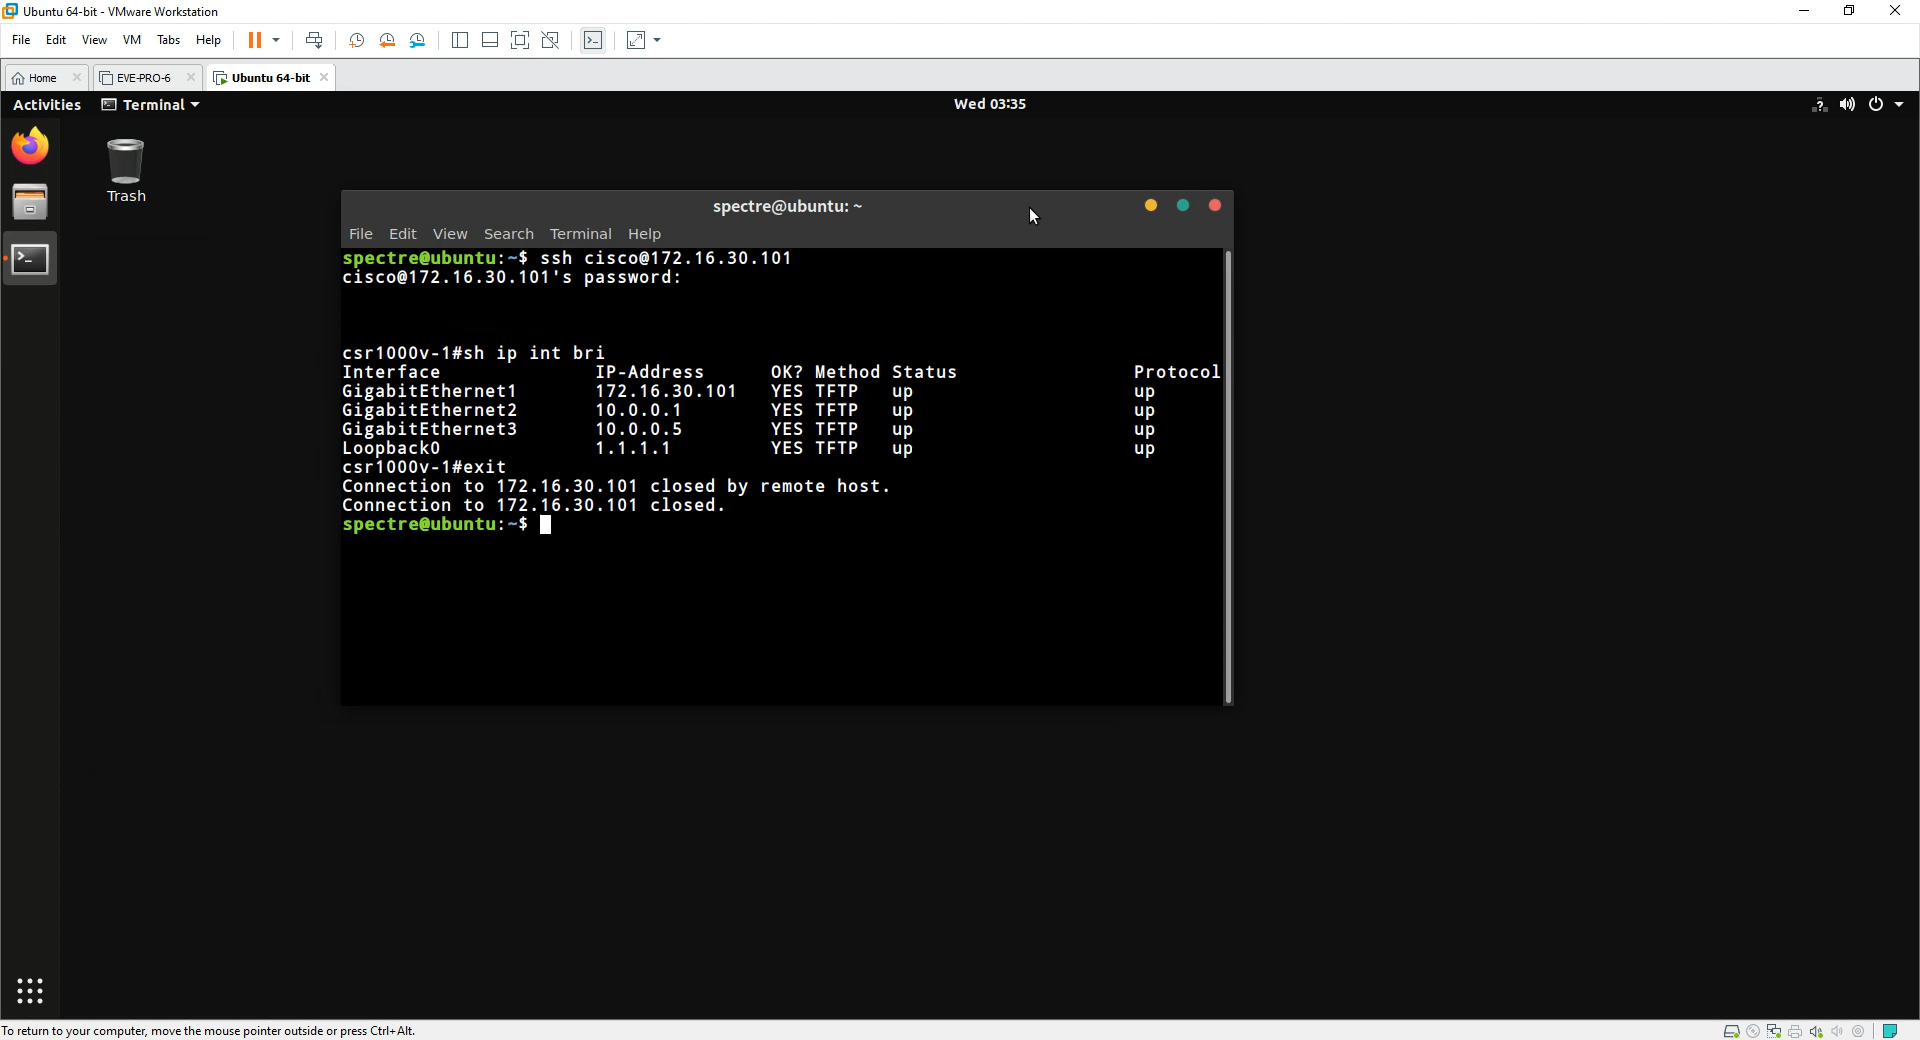 Ubuntu 64-bit - VMware Workstation
File Edit View VM Tabs Help
Home EVE-PRO-6 Ubuntu 64-bit
Activities Terminal Wed 03:35
Trash
spectre@ubuntu: ~
File Edit View Search Terminal Help
spectre@ubuntu:~$ ssh cisco@172.16.30.101
cisco@172.16.30.101's password:
csr1000v-1#sh ip int bri
Interface IP-Address OK? Method Status Protocol
GigabitEthernet1 172.16.30.101 YES TFTP up up
GigabitEthernet2 10.0.0.1 YES TFTP up up
GigabitEthernet3 10.0.0.5 YES TFTP up up
Loopback0 1.1.1.1 YES TFTP up up
csr1000v-1#exit
Connection to 172.16.30.101 closed by remote host.
Connection to 172.16.30.101 closed.
spectre@ubuntu:~$
To return to your computer, move the mouse pointer outside or press Ctrl+Alt.